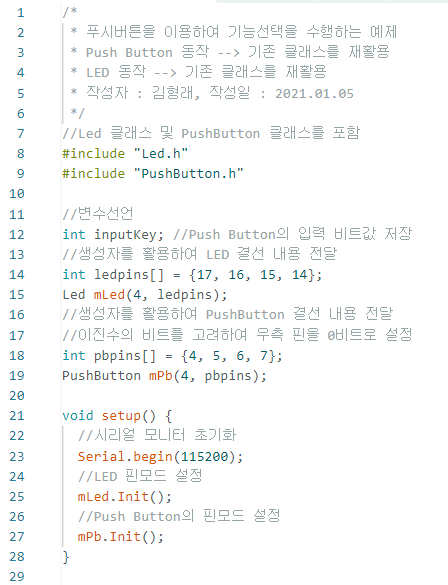 1 /*
2  * 푸시버튼을 이용하여 기능선택을 수행하는 예제
3  * Push Button 동작 --> 기존 클래스를 재활용
4  * LED 동작 --> 기존 클래스를 재활용
5  * 작성자 : 김형래, 작성일 : 2021.01.05
6  */
7 //Led 클래스 및 PushButton 클래스를 포함
8 #include "Led.h"
9 #include "PushButton.h"
10
11 //변수선언
12 int inputKey; //Push Button의 입력 비트값 저장
13 //생성자를 활용하여 LED 결선 내용 전달
14 int ledpins[] = {17, 16, 15, 14};
15 Led mLed(4, ledpins);
16 //생성자를 활용하여 PushButton 결선 내용 전달
17 //이진수의 비트를 고려하여 우측 핀을 0비트로 설정
18 int pbpins[] = {4, 5, 6, 7};
19 PushButton mPb(4, pbpins);
20
21 void setup() {
22   //시리얼 모니터 초기화
23   Serial.begin(115200);
24   //LED 핀모드 설정
25   mLed.Init();
26   //Push Button의 핀모드 설정
27   mPb.Init();
28 }
29